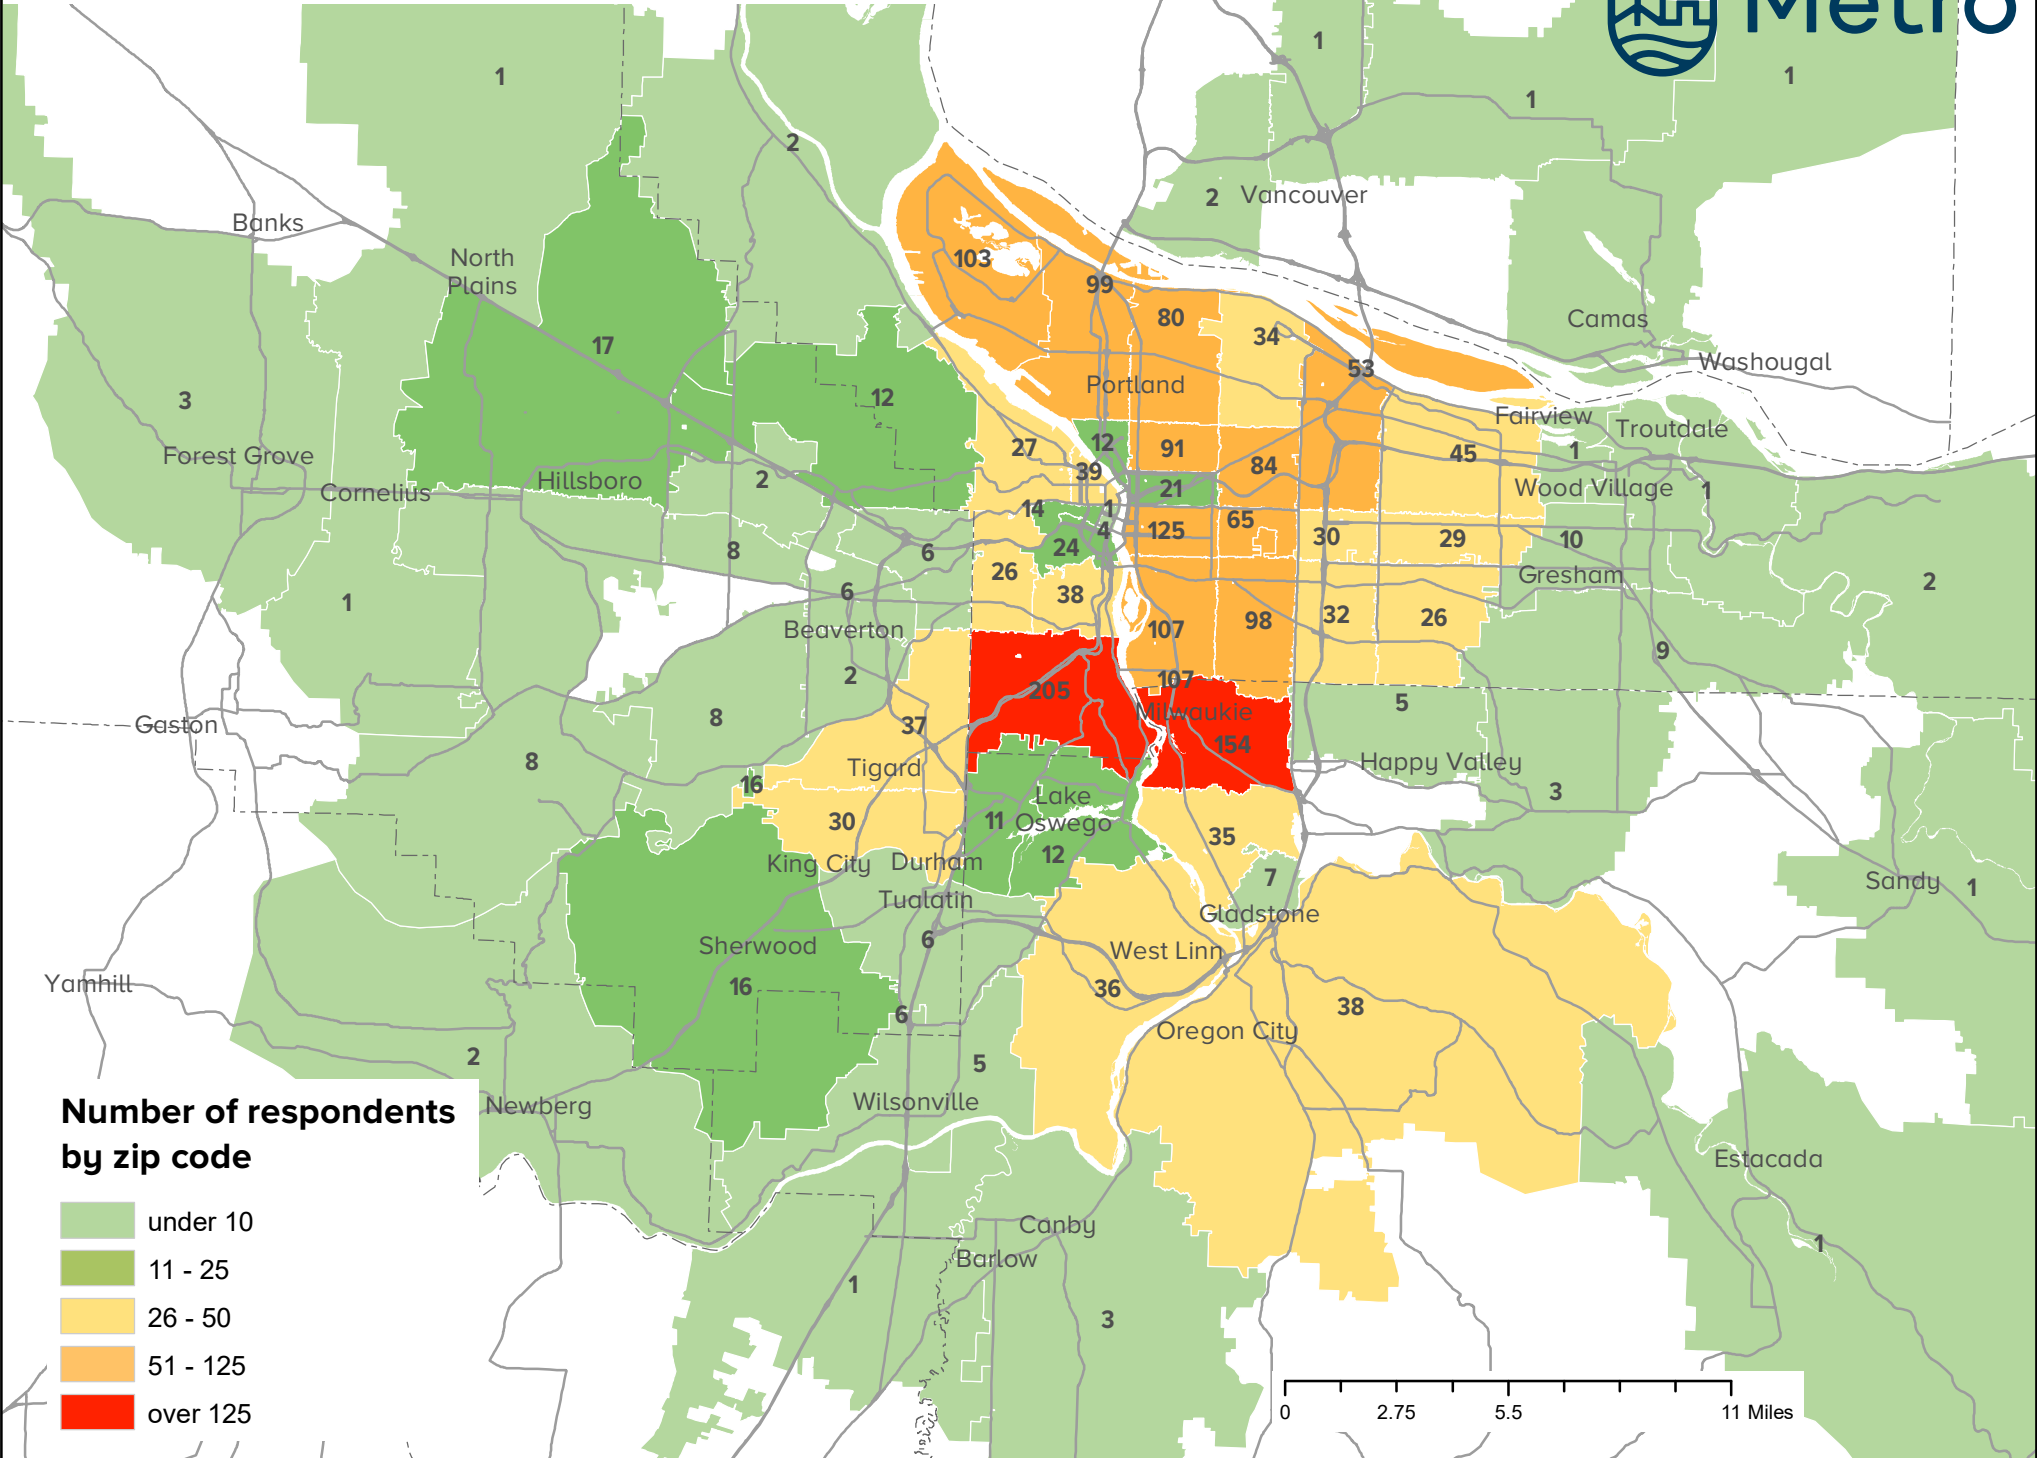 Metro
1
1
1
1
2
2
Vancouver
Banks
North
Plains
103
99
80
34
53
Camas
Washougal
17
Portland
3
12
Fairview
Troutdale
27
12
91
84
45
1
Forest Grove
39
Cornelius
Hillsboro
2
21
Wood Village
1
14
1
4
125
65
30
29
10
24
8
6
26
38
Gresham
2
1
6
107
98
32
26
Beaverton
9
2
205
107
5
Milwaukie
Gaston
8
37
154
8
Tigard
Happy Valley
16
Lake
Oswego
3
30
11
35
King City
Durham
12
7
Sandy
1
Tualatin
Gladstone
Sherwood
6
West Linn
Yamhill
16
36
38
6
Oregon City
2
5
Newberg
Wilsonville
Estacada
Canby
Barlow
1
1
3
Number of respondents
by zip code
under 10
11 - 25
26 - 50
51 - 125
over 125
0 2.75 5.5 11 Miles